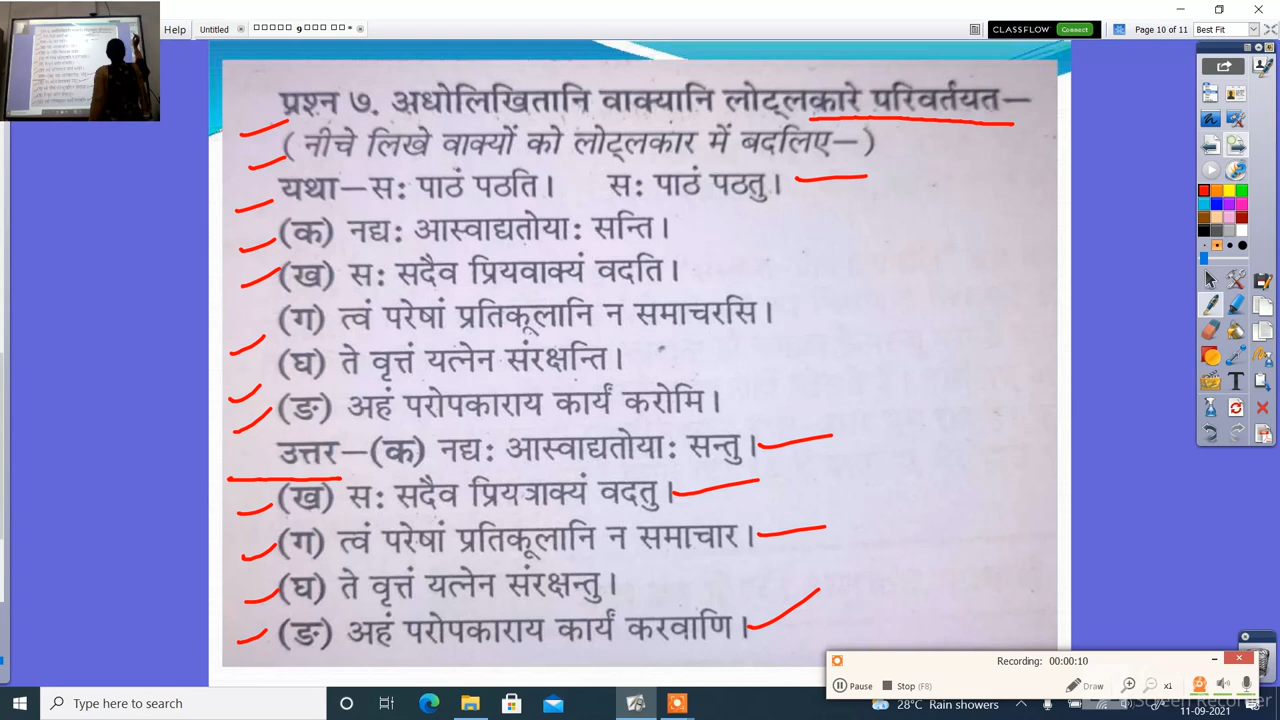 Help
Untitled
9
CLASSFLOW Connect
Page 10 of 11
Best Fit
प्रश्न ७. अधोलिखितानि वाक्यानि लोट्लकारे परिवर्तयत—
( नीचे लिखे वाक्यों को लोट्लकार में बदलिए—)
यथा—सः पाठं पठति। सः पाठं पठतु।
(क) नद्यः आस्वाद्यतोयाः सन्ति।
(ख) सः सदैव प्रियवाक्यं वदति।
(ग) त्वं परेषां प्रतिकूलानि न समाचरसि।
(घ) ते वृत्तं यत्नेन संरक्षन्ति।
(ङ) अहं परोपकाराय कार्यं करोमि।
उत्तर—(क) नद्यः आस्वाद्यतोयाः सन्तु।
(ख) सः सदैव प्रियवाक्यं वदतु।
(ग) त्वं परेषां प्रतिकूलानि न समाचार।
(घ) ते वृत्तं यत्नेन संरक्षन्तु।
(ङ) अहं परोपकाराय कार्यं करवाणि।
Recording: 00:00:10
Pause Stop (F8) Draw x1
Type here to search
28°C Rain showers
11-09-2021
Screen Recorder